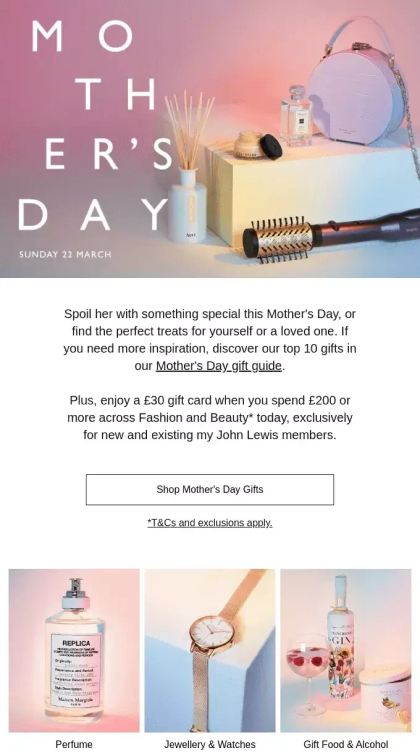 MO
TH
ER'S
DAY
SUNDAY 22 MARCH
Spoil her with something special this Mother's Day, or
find the perfect treats for yourself or a loved one. If
you need more inspiration, discover our top 10 gifts in
our Mother's Day gift guide.
Plus, enjoy a £30 gift card when you spend £200 or
more across Fashion and Beauty* today, exclusively
for new and existing my John Lewis members.
Shop Mother's Day Gifts
*T&Cs and exclusions apply.
REPLICA
Maison Margiela
GIN
Perfume
Jewellery & Watches
Gift Food & Alcohol